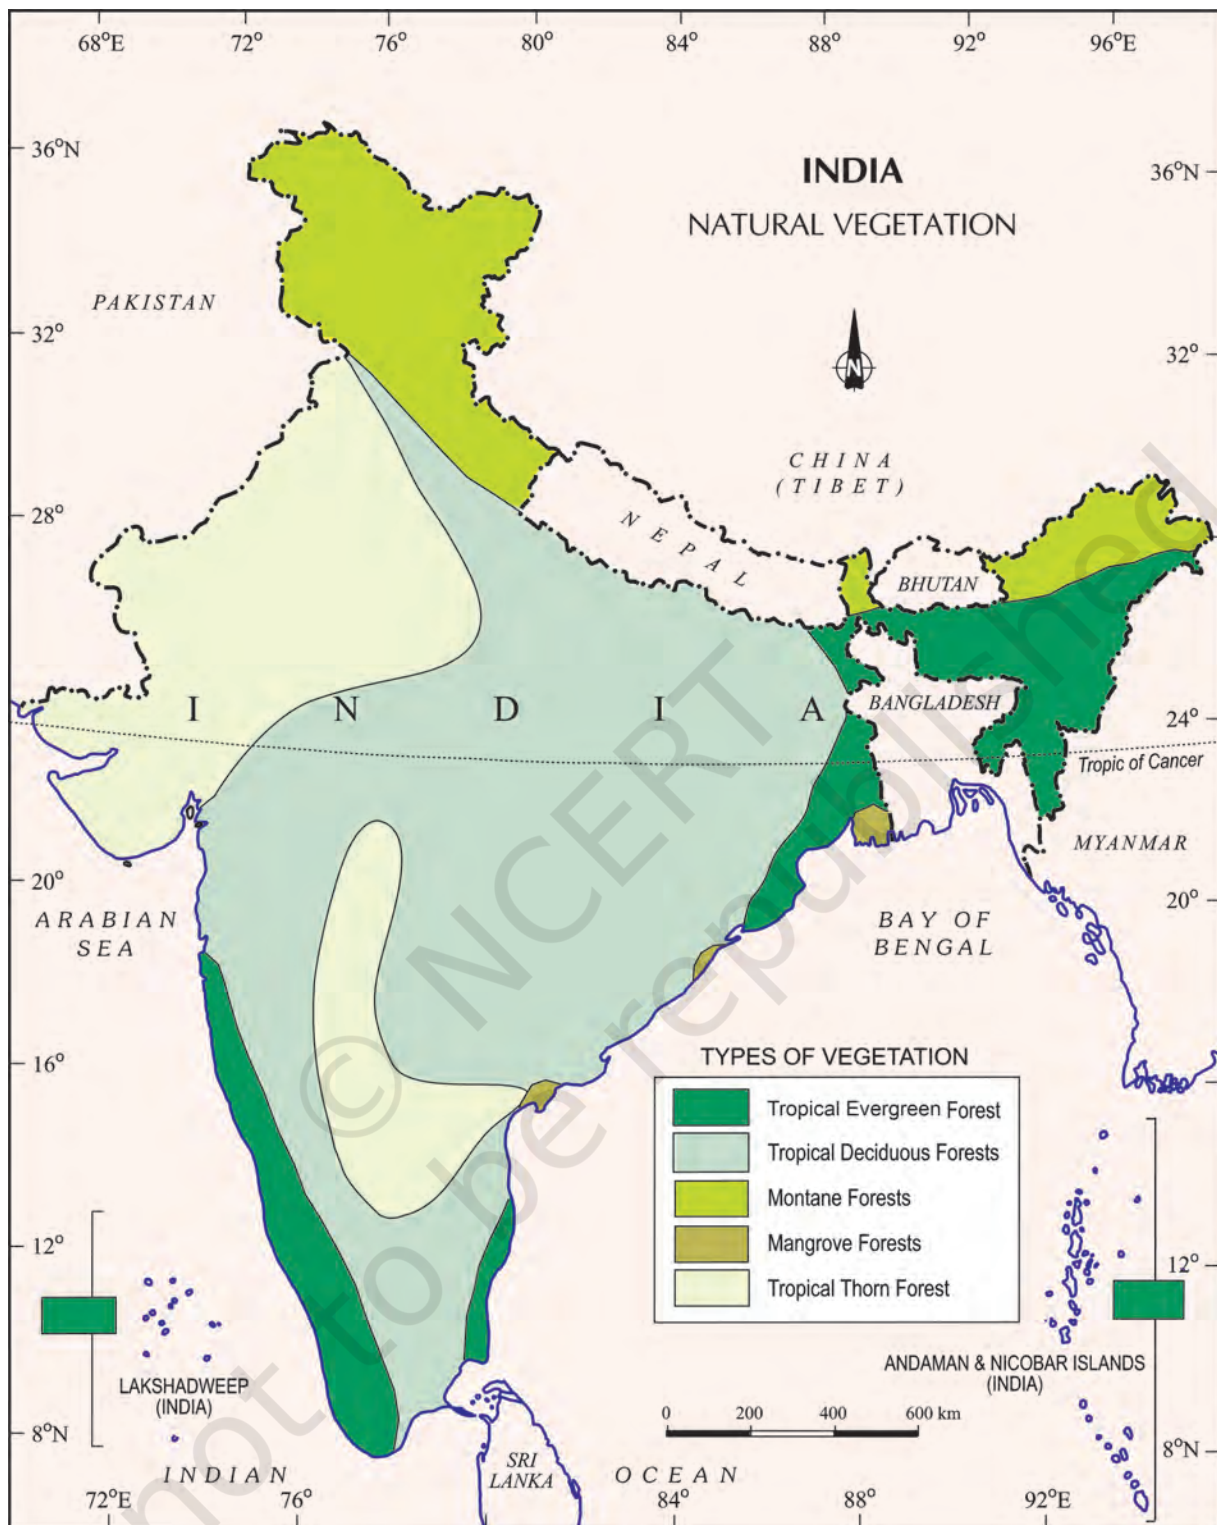 68°E 72° 76° 80° 84° 88° 92° 96°E
36°N
36°N
INDIA
NATURAL VEGETATION
PAKISTAN
N
32°
32°
CHINA
(TIBET)
28°
NEPAL
BHUTAN
INDIA
BANGLADESH
24°
Tropic of Cancer
MYANMAR
20°
20°
ARABIAN
SEA
BAY OF
BENGAL
16°
TYPES OF VEGETATION
Tropical Evergreen Forest
Tropical Deciduous Forests
Montane Forests
Mangrove Forests
Tropical Thorn Forest
12°
12°
LAKSHADWEEP
(INDIA)
ANDAMAN & NICOBAR ISLANDS
(INDIA)
0 200 400 600 km
8°N
8°N
INDIAN OCEAN
SRI
LANKA
72°E 76° 84° 88° 92°E
© NCERT
not to be republished